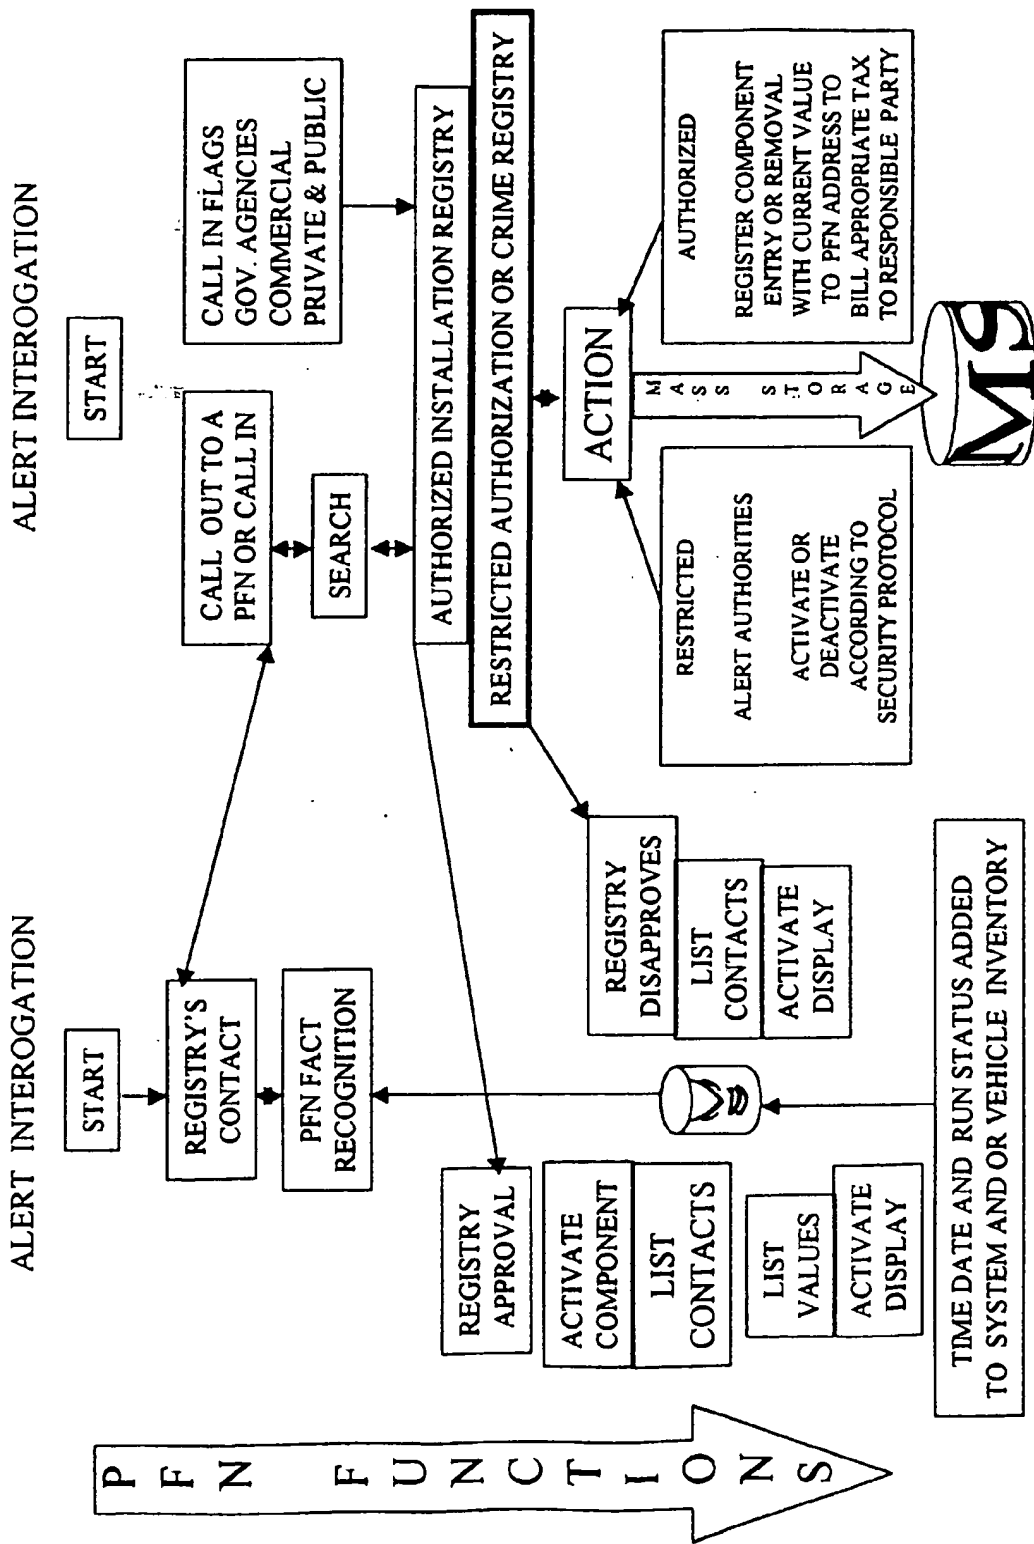 ALERT INTEROGATION
ALERT INTEROGATION
PFN FUNCTIONS
START
REGISTRY'S
CONTACT
PFN FACT
RECOGNITION
REGISTRY
APPROVAL
ACTIVATE
COMPONENT
LIST
CONTACTS
LIST
VALUES
ACTIVATE
DISPLAY
REGISTRY
DISAPPROVES
LIST
CONTACTS
ACTIVATE
DISPLAY
TIME DATE AND RUN STATUS ADDED
TO SYSTEM AND OR VEHICLE INVENTORY
START
CALL OUT TO A
PFN OR CALL IN
SEARCH
CALL IN FLAGS
GOV. AGENCIES
COMMERCIAL
PRIVATE & PUBLIC
AUTHORIZED INSTALLATION REGISTRY
RESTRICTED AUTHORIZATION OR CRIME REGISTRY
ACTION
RESTRICTED
ALERT AUTHORITIES
ACTIVATE OR
DEACTIVATE
ACCORDING TO
SECURITY PROTOCOL
MASS STORAGE
MS
AUTHORIZED
REGISTER COMPONENT
ENTRY OR REMOVAL
WITH CURRENT VALUE
TO PFN ADDRESS TO
BILL APPROPRIATE TAX
TO RESPONSIBLE PARTY